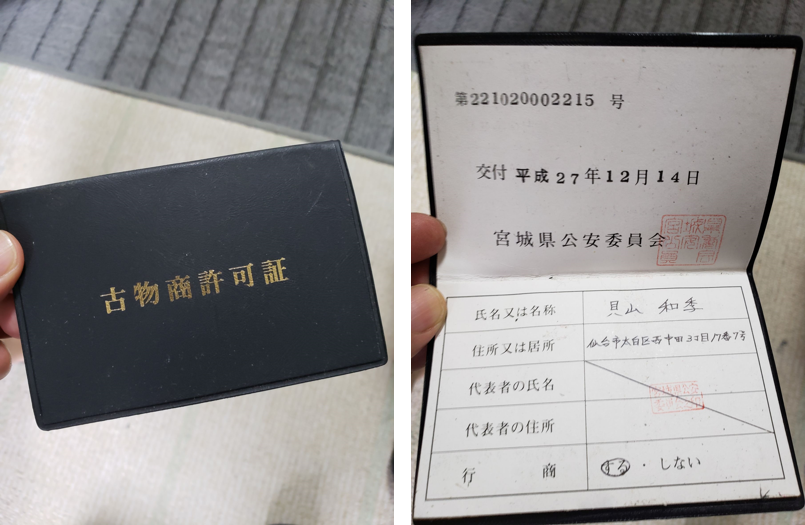 古物商許可証
第221020002215 号
交付 平成 27年12月14日
宮城県公安委員会
氏名又は名称 貝山 和季
住所又は居所 仙台市太白区西中田3丁目17番7号
代表者の氏名
代表者の住所
行 商 する ・ しない